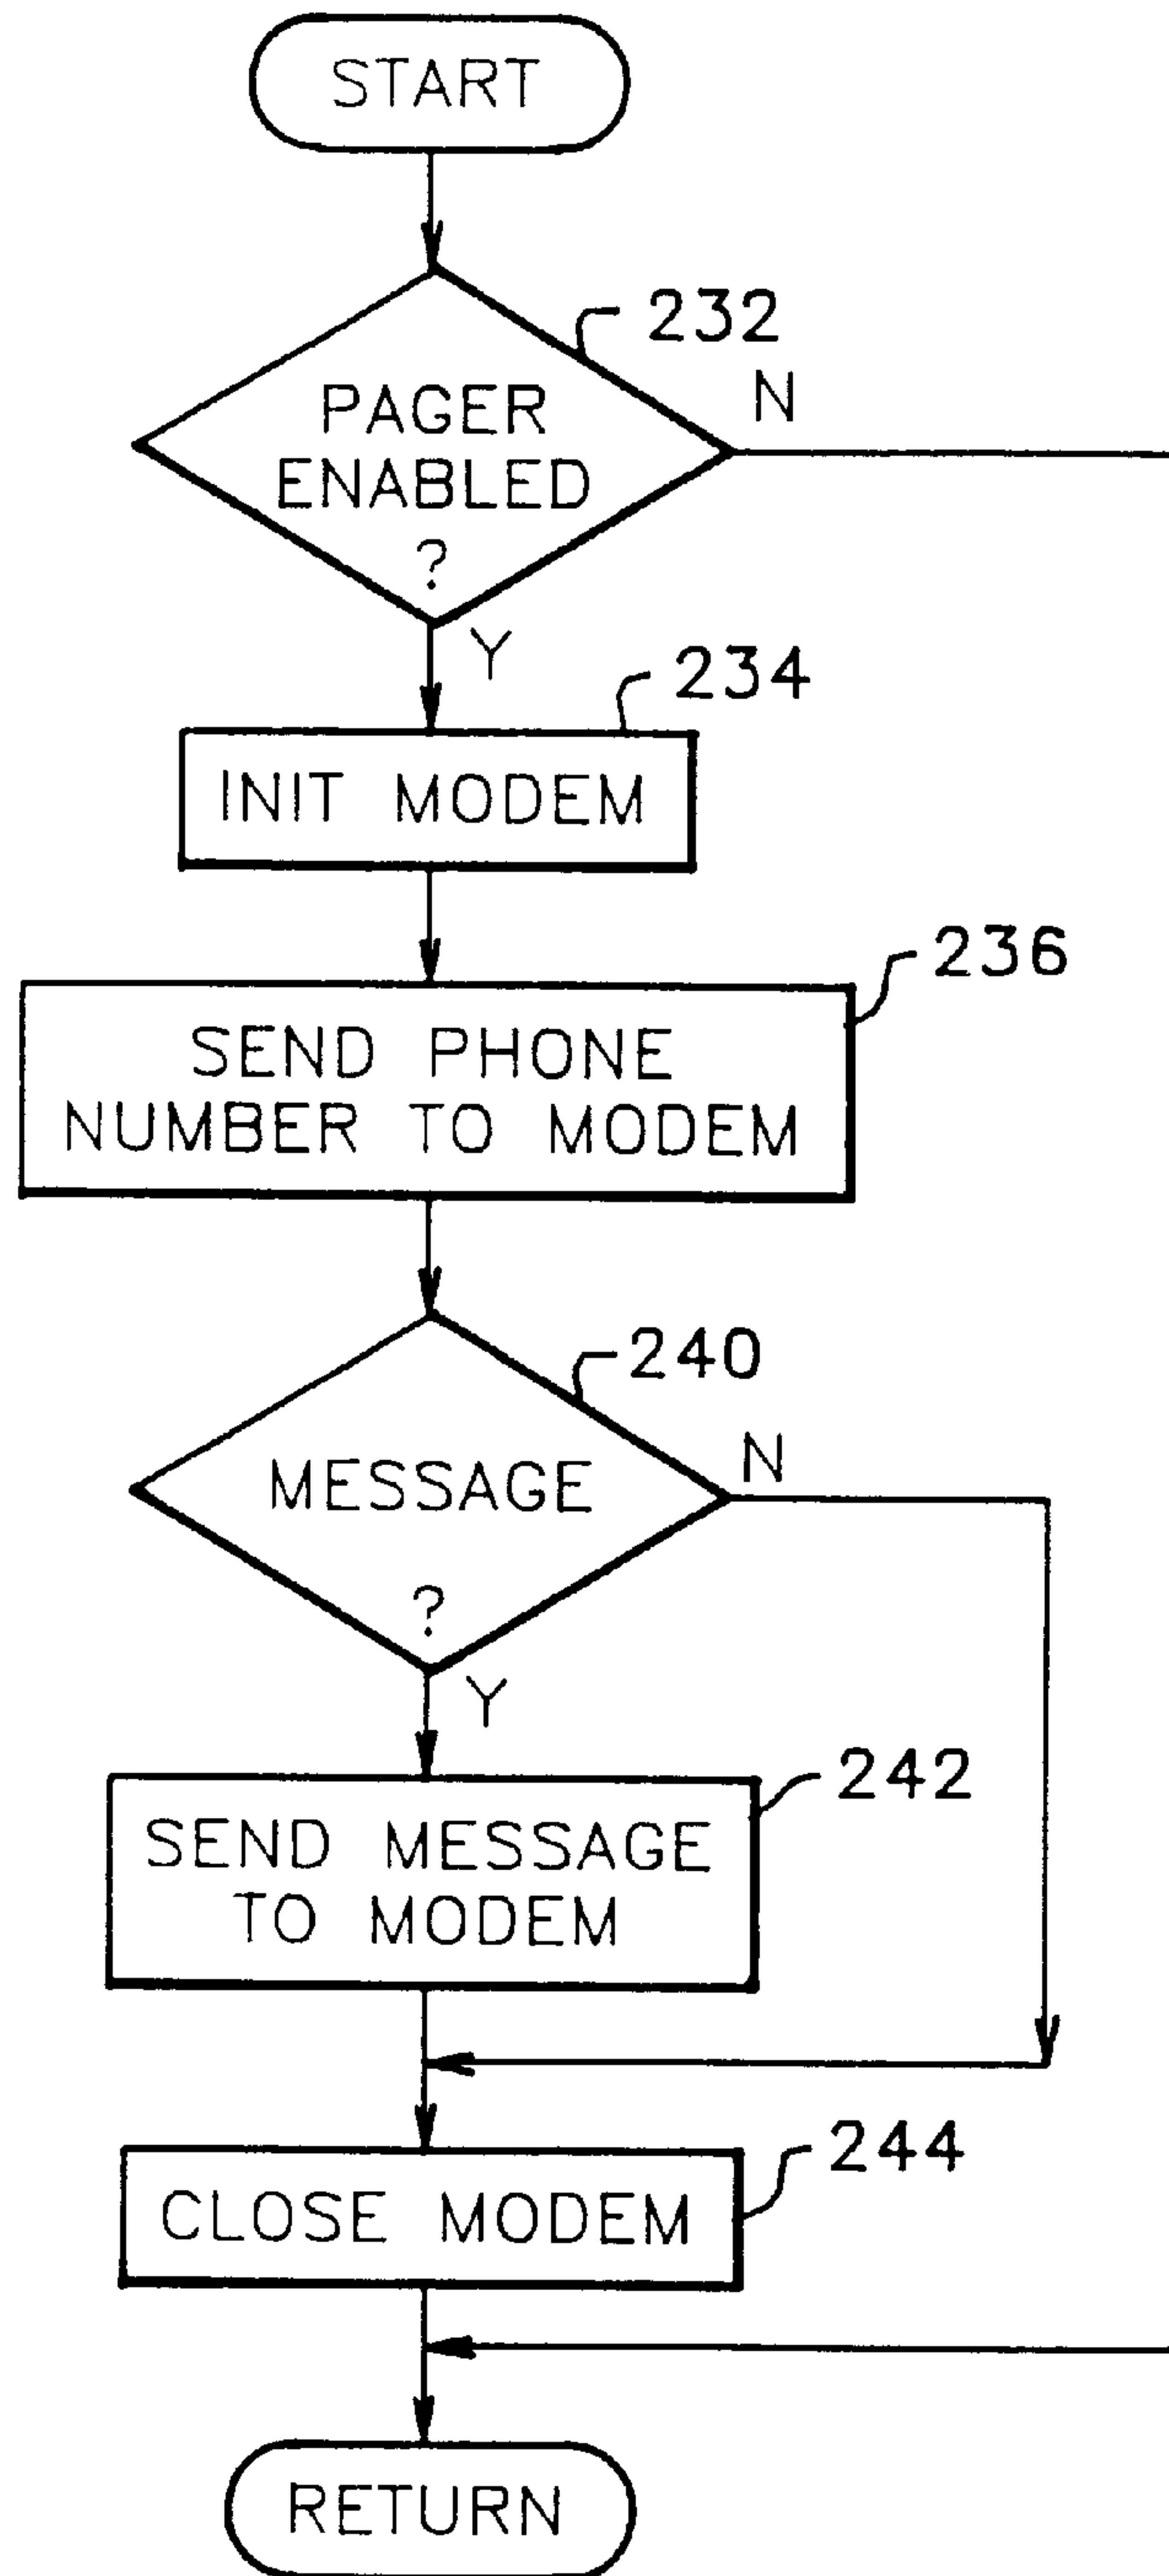 START
232
PAGER
ENABLED
?
N
Y
234
INIT MODEM
236
SEND PHONE
NUMBER TO MODEM
240
MESSAGE
?
N
Y
242
SEND MESSAGE
TO MODEM
244
CLOSE MODEM
RETURN